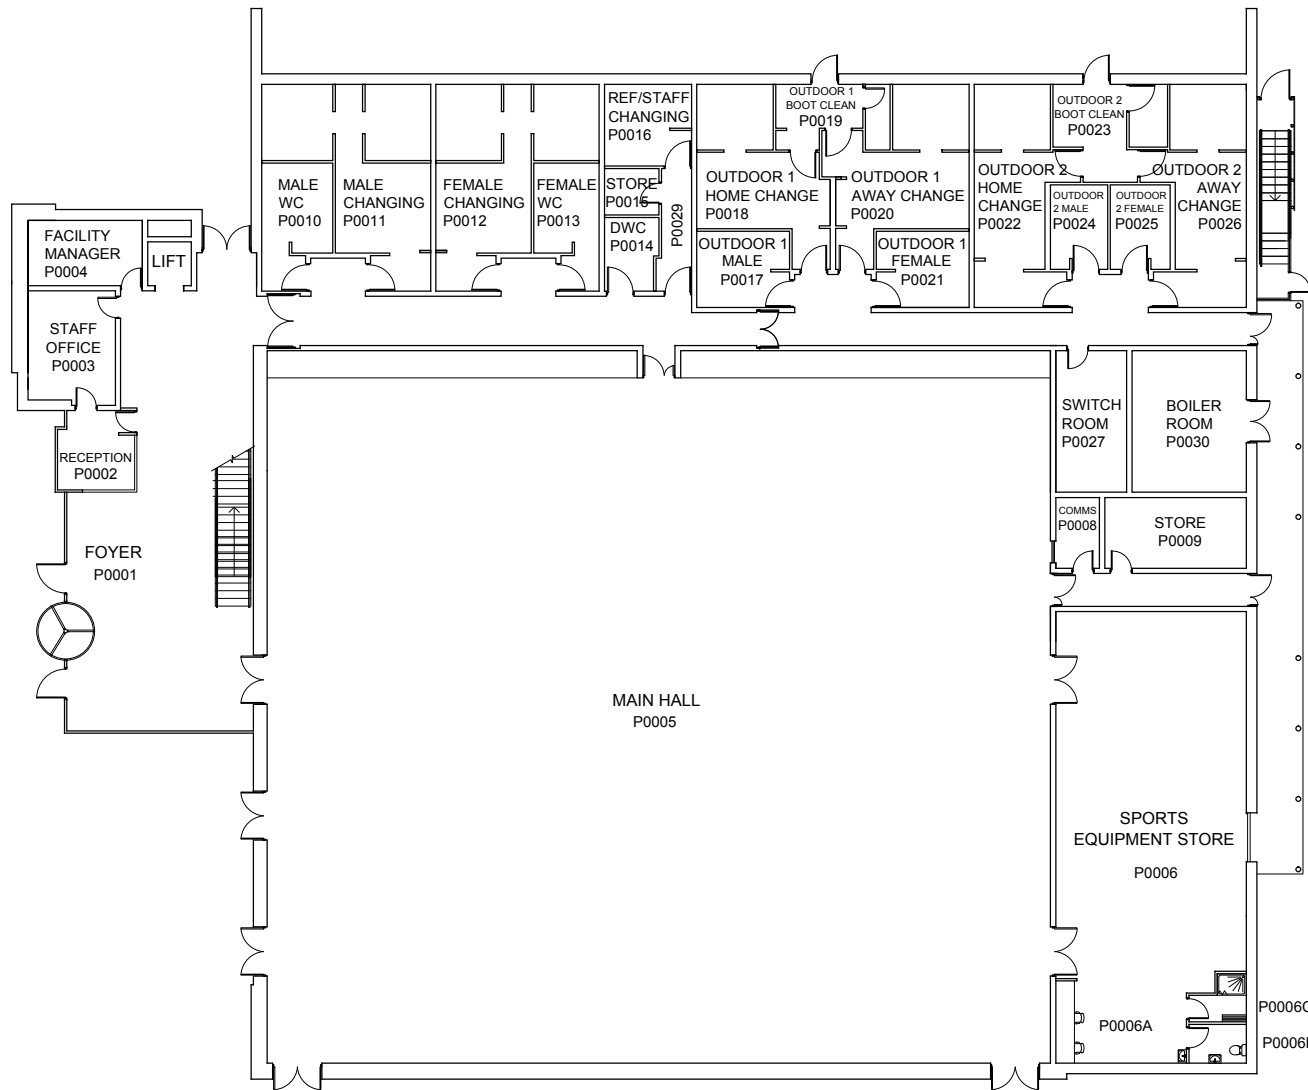 REF/STAFF
CHANGING
P0016
OUTDOOR 1
BOOT CLEAN
P0019
OUTDOOR 2
BOOT CLEAN
P0023
MALE
WC
P0010
MALE
CHANGING
P0011
FEMALE
CHANGING
P0012
FEMALE
WC
P0013
STORE
P0015
DWC
P0014
P0029
OUTDOOR 1
HOME CHANGE
P0018
OUTDOOR 1
AWAY CHANGE
P0020
OUTDOOR 2
HOME
CHANGE
P0022
OUTDOOR
2 MALE
P0024
OUTDOOR
2 FEMALE
P0025
OUTDOOR 2
AWAY
CHANGE
P0026
OUTDOOR 1
MALE
P0017
OUTDOOR 1
FEMALE
P0021
FACILITY
MANAGER
P0004
LIFT
STAFF
OFFICE
P0003
RECEPTION
P0002
FOYER
P0001
SWITCH
ROOM
P0027
BOILER
ROOM
P0030
COMMS
P0008
STORE
P0009
MAIN HALL
P0005
SPORTS
EQUIPMENT STORE
P0006
P0006A
P0006C